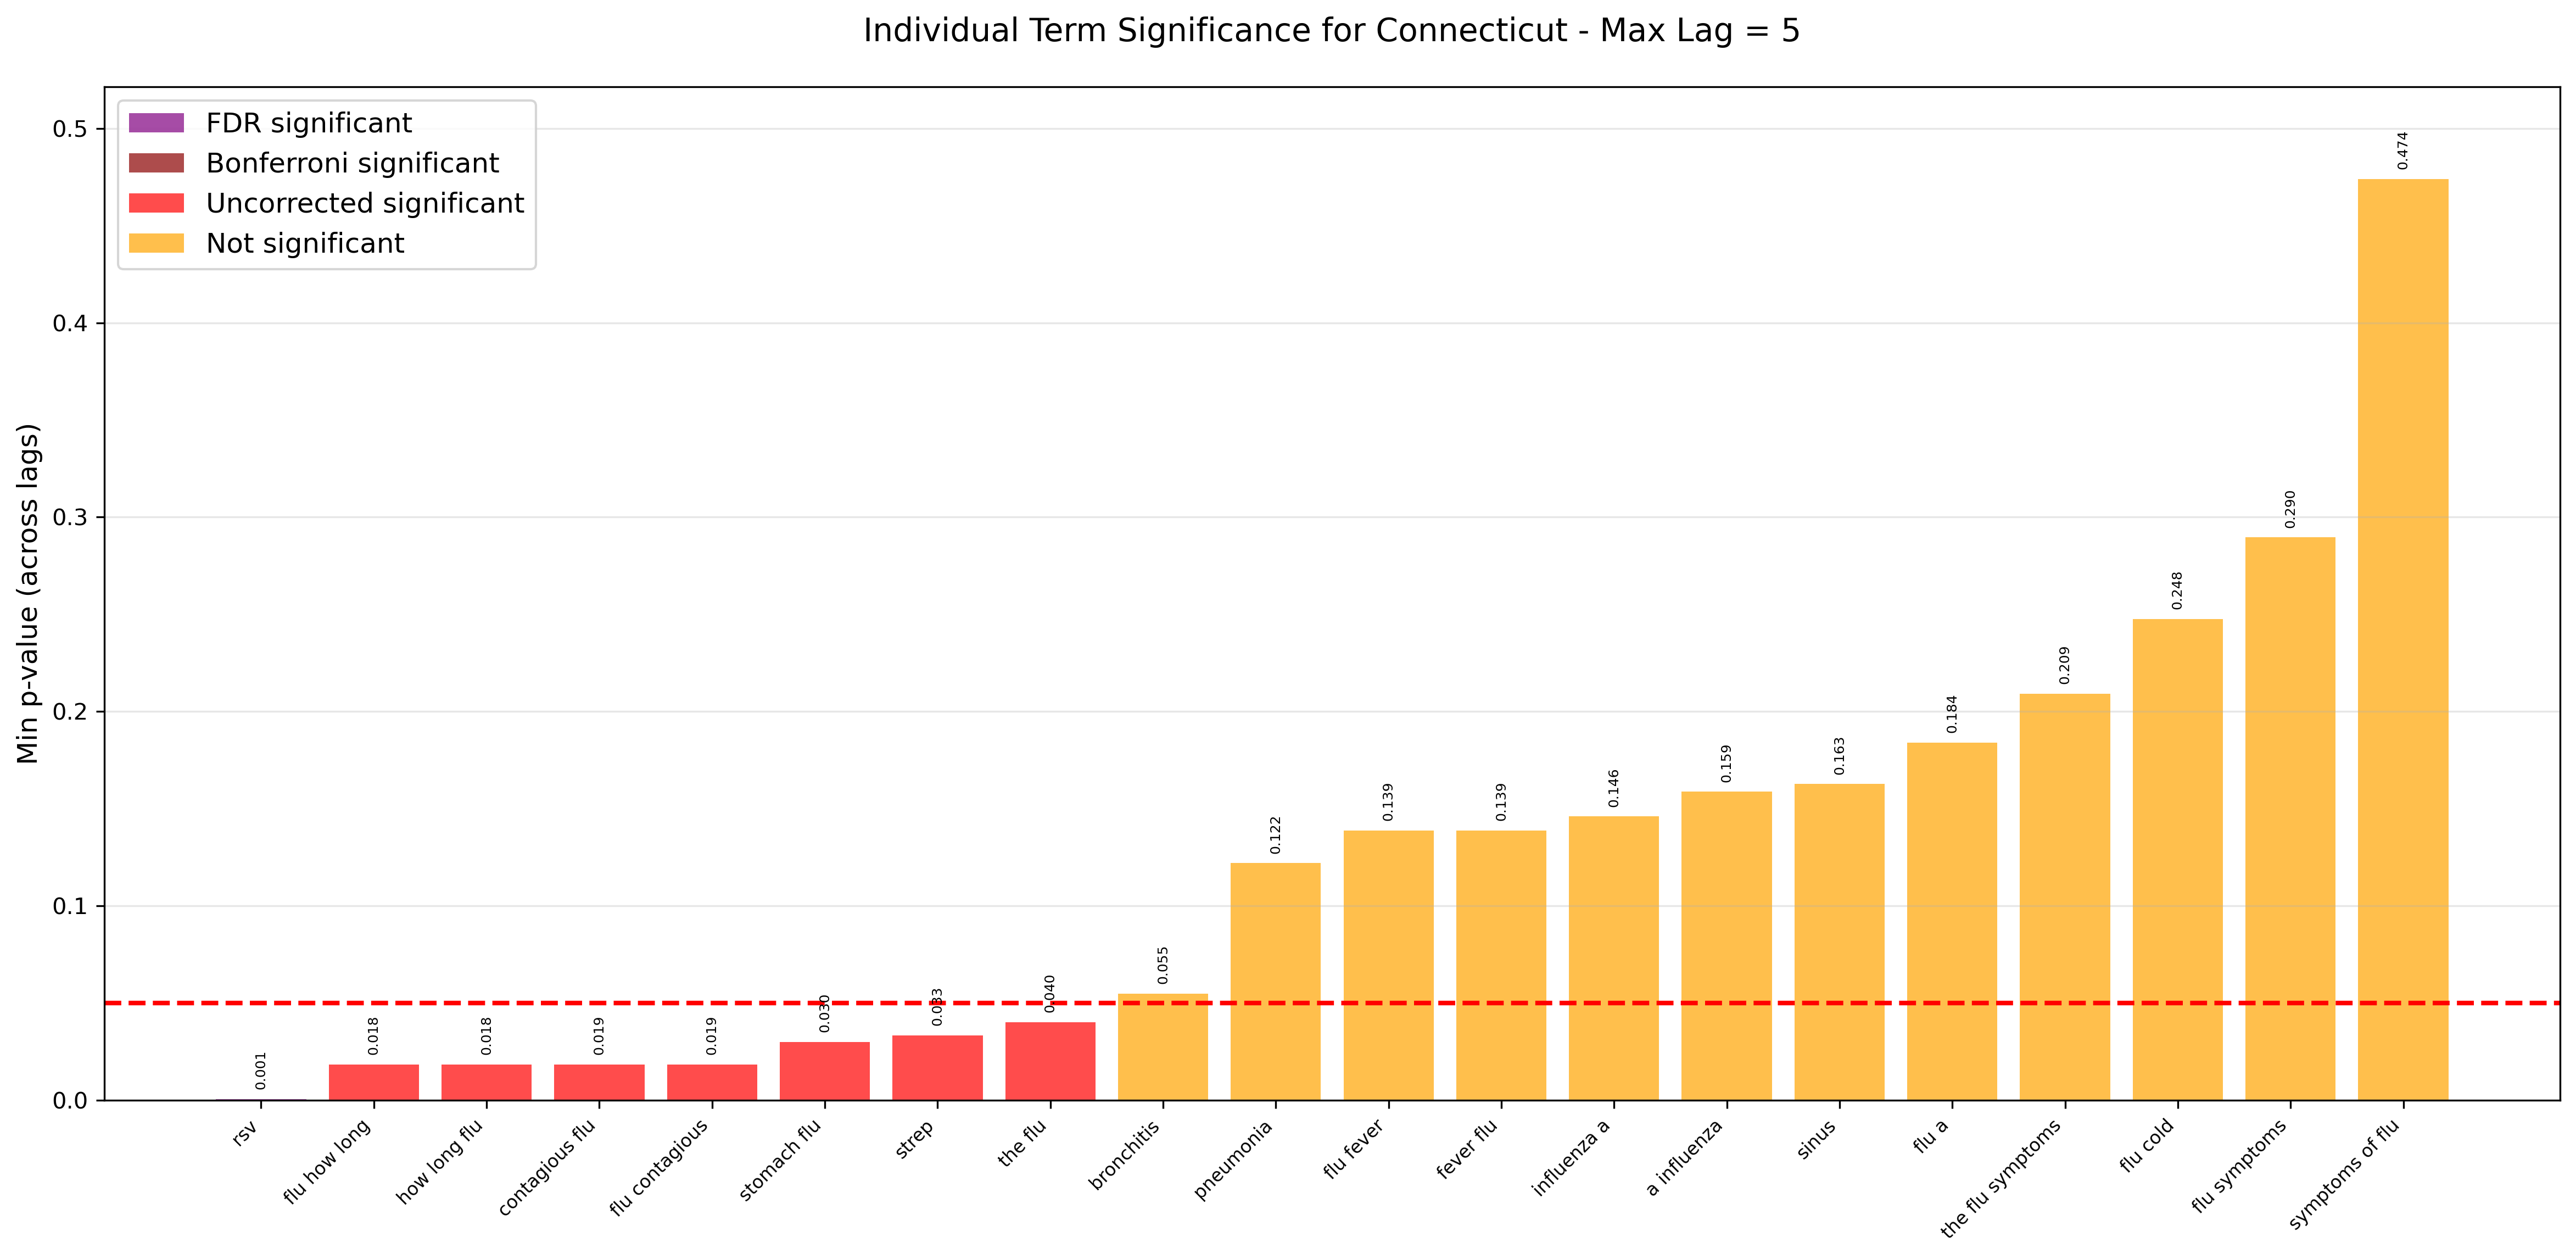 Individual Term Significance for Connecticut - Max Lag = 5
FDR significant
Bonferroni significant
Uncorrected significant
Not significant
Min p-value (across lags)
0.5
0.4
0.3
0.2
0.1
0.0
0.001
0.018
0.018
0.019
0.019
0.030
0.033
0.040
0.055
0.122
0.139
0.139
0.146
0.159
0.163
0.184
0.209
0.248
0.290
0.474
rsv
flu how long
how long flu
contagious flu
flu contagious
stomach flu
strep
the flu
bronchitis
pneumonia
flu fever
fever flu
influenza a
a influenza
sinus
flu a
the flu symptoms
flu cold
flu symptoms
symptoms of flu